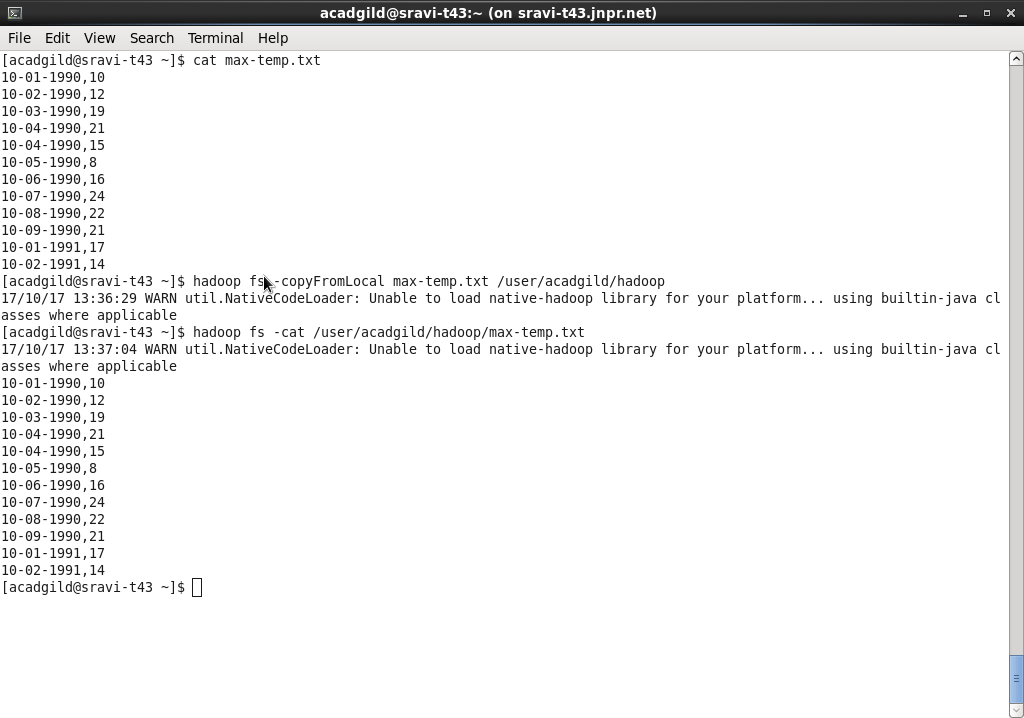 acadgild@sravi-t43:~ (on sravi-t43.jnpr.net)
File Edit View Search Terminal Help
[acadgild@sravi-t43 ~]$ cat max-temp.txt
10-01-1990,10
10-02-1990,12
10-03-1990,19
10-04-1990,21
10-04-1990,15
10-05-1990,8
10-06-1990,16
10-07-1990,24
10-08-1990,22
10-09-1990,21
10-01-1991,17
10-02-1991,14
[acadgild@sravi-t43 ~]$ hadoop fs -copyFromLocal max-temp.txt /user/acadgild/hadoop
17/10/17 13:36:29 WARN util.NativeCodeLoader: Unable to load native-hadoop library for your platform... using builtin-java cl
asses where applicable
[acadgild@sravi-t43 ~]$ hadoop fs -cat /user/acadgild/hadoop/max-temp.txt
17/10/17 13:37:04 WARN util.NativeCodeLoader: Unable to load native-hadoop library for your platform... using builtin-java cl
asses where applicable
10-01-1990,10
10-02-1990,12
10-03-1990,19
10-04-1990,21
10-04-1990,15
10-05-1990,8
10-06-1990,16
10-07-1990,24
10-08-1990,22
10-09-1990,21
10-01-1991,17
10-02-1991,14
[acadgild@sravi-t43 ~]$